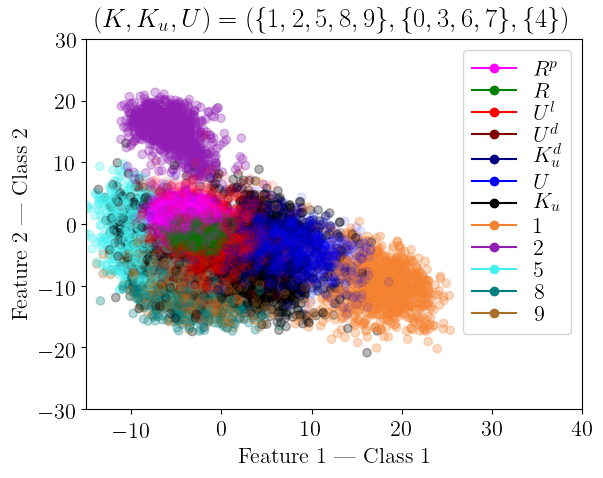 (K, K_u, U) = ({1, 2, 5, 8, 9}, {0, 3, 6, 7}, {4})
30
20
10
0
−10
−20
−30
−10
0
10
20
30
40
Feature 2 — Class 2
Feature 1 — Class 1
R^p
R
U^l
U^d
K_u^d
U
K_u
1
2
5
8
9